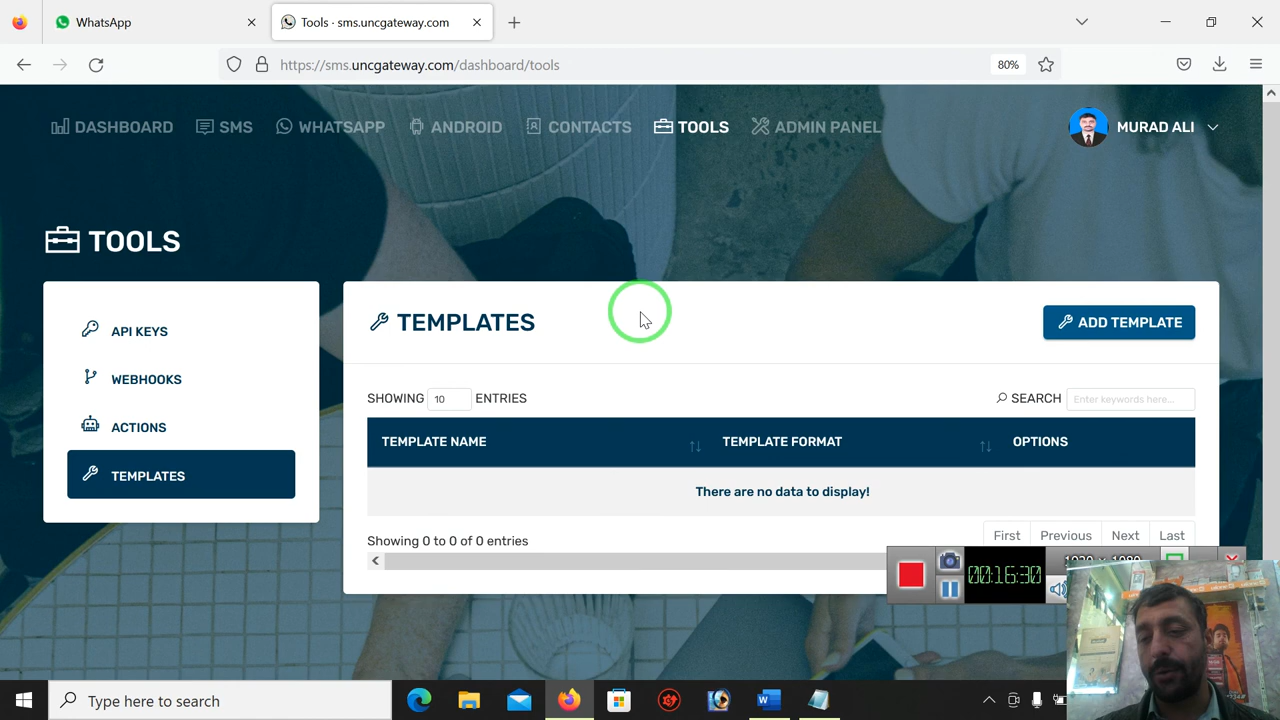 WhatsApp
Tools · sms.uncgateway.com
https://sms.uncgateway.com/dashboard/tools
80%
DASHBOARD
SMS
WHATSAPP
ANDROID
CONTACTS
TOOLS
ADMIN PANEL
MURAD ALI
TOOLS
API KEYS
WEBHOOKS
ACTIONS
TEMPLATES
TEMPLATES
ADD TEMPLATE
SHOWING 10 ENTRIES
SEARCH Enter keywords here...
TEMPLATE NAME
TEMPLATE FORMAT
OPTIONS
There are no data to display!
Showing 0 to 0 of 0 entries
First Previous Next Last
00:16:30
Type here to search